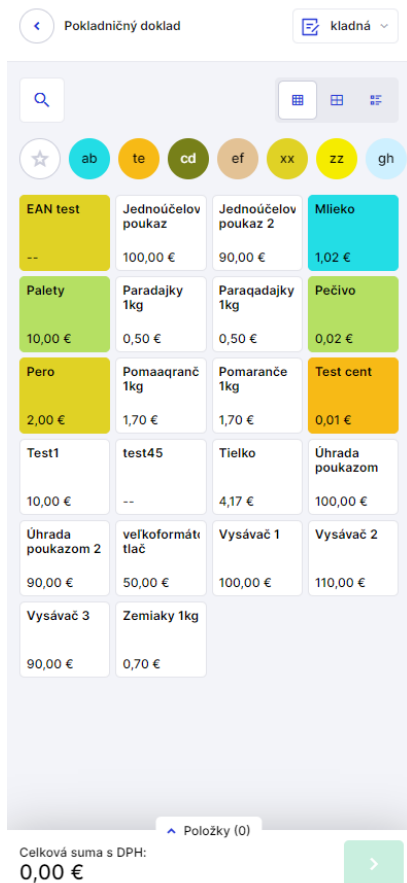 Pokladničný doklad
kladná
ab te cd ef xx zz gh
EAN test
--
Jednoúčelov
poukaz
100,00 €
Jednoúčelov
poukaz 2
90,00 €
Mlieko
1,02 €
Palety
10,00 €
Paradajky
1kg
0,50 €
Paraqadajky
1kg
0,50 €
Pečivo
0,02 €
Pero
2,00 €
Pomaaqranč
1kg
1,70 €
Pomaranče
1kg
1,70 €
Test cent
0,01 €
Test1
10,00 €
test45
--
Tielko
4,17 €
Úhrada
poukazom
100,00 €
Úhrada
poukazom 2
90,00 €
veľkoformáto
tlač
50,00 €
Vysávač 1
100,00 €
Vysávač 2
110,00 €
Vysávač 3
90,00 €
Zemiaky 1kg
0,70 €
Položky (0)
Celková suma s DPH:
0,00 €